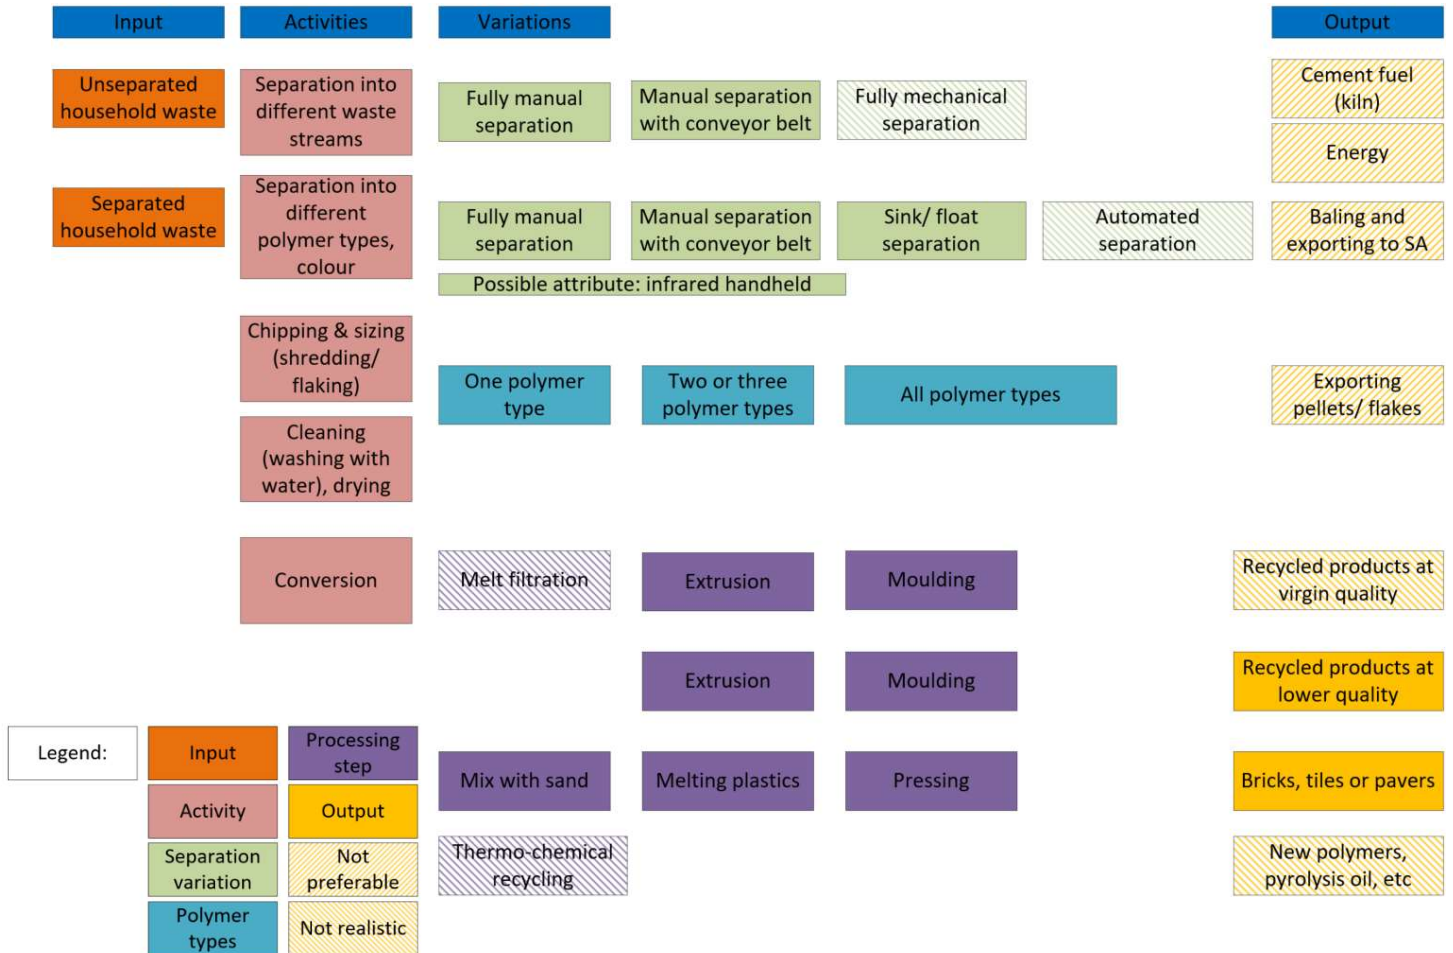 Input
Activities
Variations
Output
Unseparated
household waste
Separation into
different waste
streams
Fully manual
separation
Manual separation
with conveyor belt
Fully mechanical
separation
Cement fuel
(kiln)
Energy
Separated
household waste
Separation into
different
polymer types,
colour
Fully manual
separation
Manual separation
with conveyor belt
Sink/ float
separation
Automated
separation
Baling and
exporting to SA
Possible attribute: infrared handheld
Chipping & sizing
(shredding/
flaking)
One polymer
type
Two or three
polymer types
All polymer types
Exporting
pellets/ flakes
Cleaning
(washing with
water), drying
Conversion
Melt filtration
Extrusion
Moulding
Recycled products at
virgin quality
Extrusion
Moulding
Recycled products at
lower quality
Mix with sand
Melting plastics
Pressing
Bricks, tiles or pavers
Thermo-chemical
recycling
New polymers,
pyrolysis oil, etc
Legend:
Input
Processing
step
Activity
Output
Separation
variation
Not
preferable
Polymer
types
Not realistic